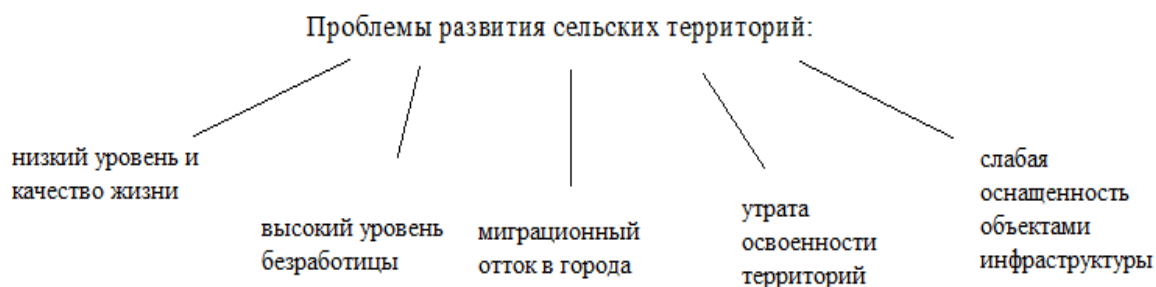 Проблемы развития сельских территорий:
низкий уровень и
качество жизни
высокий уровень
безработицы
миграционный
отток в города
утрата
освоенности
территорий
слабая
оснащенность
объектами
инфраструктуры